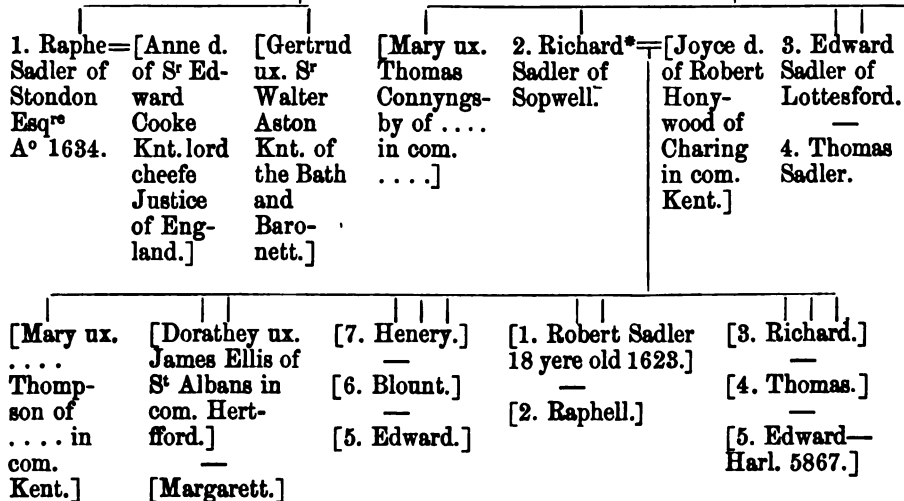 1. Raphe=
Sadler of
Stondon
Esqʳᵉ
Aº 1634.
[Anne d.
of Sʳ Ed-
ward
Cooke
Knt. lord
cheefe
Justice
of Eng-
land.]
[Gertrud
ux. Sʳ
Walter
Aston
Knt. of
the Bath
and
Baro-
nett.]
[Mary ux.
Thomas
Connyngs-
by of ....
in com.
....]
2. Richard*=
Sadler of
Sopwell.
[Joyce d.
of Robert
Hony-
wood of
Charing
in com.
Kent.]
3. Edward
Sadler of
Lottesford.
—
4. Thomas
Sadler.
[Mary ux.
....
Thomp-
son of
.... in
com.
Kent.]
[Dorathey ux.
James Ellis of
Sᵗ Albans in
com. Hert-
fford.]
—
[Margarett.]
[7. Henery.]
—
[6. Blount.]
—
[5. Edward.]
[1. Robert Sadler
18 yere old 1623.]
—
[2. Raphell.]
[3. Richard.]
—
[4. Thomas.]
—
[5. Edward—
Harl. 5867.]